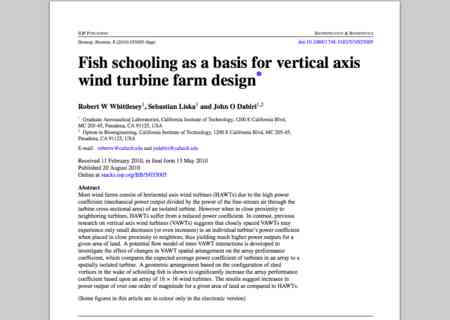 IOP Publishing Bioinspiration & Biomimetics
Bioinsp. Biomim. 5 (2010) 035005 (6pp) doi:10.1088/1748-3182/5/3/035005
Fish schooling as a basis for vertical axis
wind turbine farm design*
Robert W Whittlesey¹, Sebastian Liska¹ and John O Dabiri¹,²
¹ Graduate Aeronautical Laboratories, California Institute of Technology, 1200 E California Blvd,
MC 205-45, Pasadena, CA 91125, USA
² Option in Bioengineering, California Institute of Technology, 1200 E California Blvd, MC 205-45,
Pasadena, CA 91125, USA
E-mail: and
Received 11 February 2010, in final form 13 May 2010
Published 20 August 2010
Online at stacks.iop.org/BB/5/035005
Abstract
Most wind farms consist of horizontal axis wind turbines (HAWTs) due to the high power
coefficient (mechanical power output divided by the power of the free-stream air through the
turbine cross-sectional area) of an isolated turbine. However when in close proximity to
neighboring turbines, HAWTs suffer from a reduced power coefficient. In contrast, previous
research on vertical axis wind turbines (VAWTs) suggests that closely spaced VAWTs may
experience only small decreases (or even increases) in an individual turbine's power coefficient
when placed in close proximity to neighbors, thus yielding much higher power outputs for a
given area of land. A potential flow model of inter-VAWT interactions is developed to
investigate the effect of changes in VAWT spatial arrangement on the array performance
coefficient, which compares the expected average power coefficient of turbines in an array to a
spatially isolated turbine. A geometric arrangement based on the configuration of shed
vortices in the wake of schooling fish is shown to significantly increase the array performance
coefficient based upon an array of 16 × 16 wind turbines. The results suggest increases in
power output of over one order of magnitude for a given area of land as compared to HAWTs.
(Some figures in this article are in colour only in the electronic version)